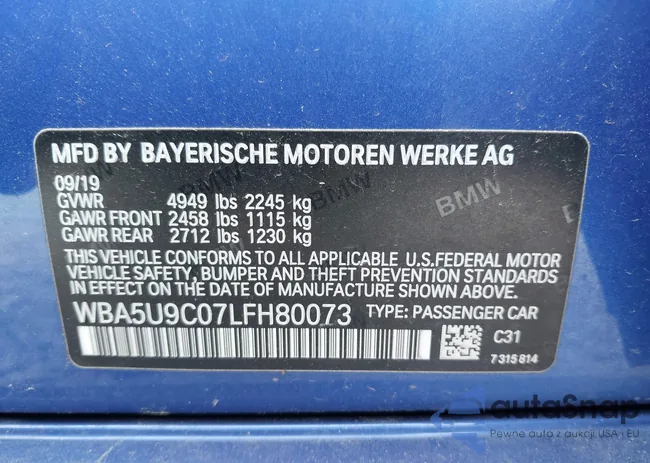 MFD BY BAYERISCHE MOTOREN WERKE AG
09/19
GVWR 4949 lbs 2245 kg
GAWR FRONT 2458 lbs 1115 kg
GAWR REAR 2712 lbs 1230 kg
BMW
BMW
THIS VEHICLE CONFORMS TO ALL APPLICABLE U.S.FEDERAL MOTOR
VEHICLE SAFETY, BUMPER AND THEFT PREVENTION STANDARDS
IN EFFECT ON THE DATE OF MANUFACTURE SHOWN ABOVE.
WBA5U9C07LFH80073 TYPE: PASSENGER CAR
C31
7315814
autoSnap
Pewne auto z aukcji USA i EU